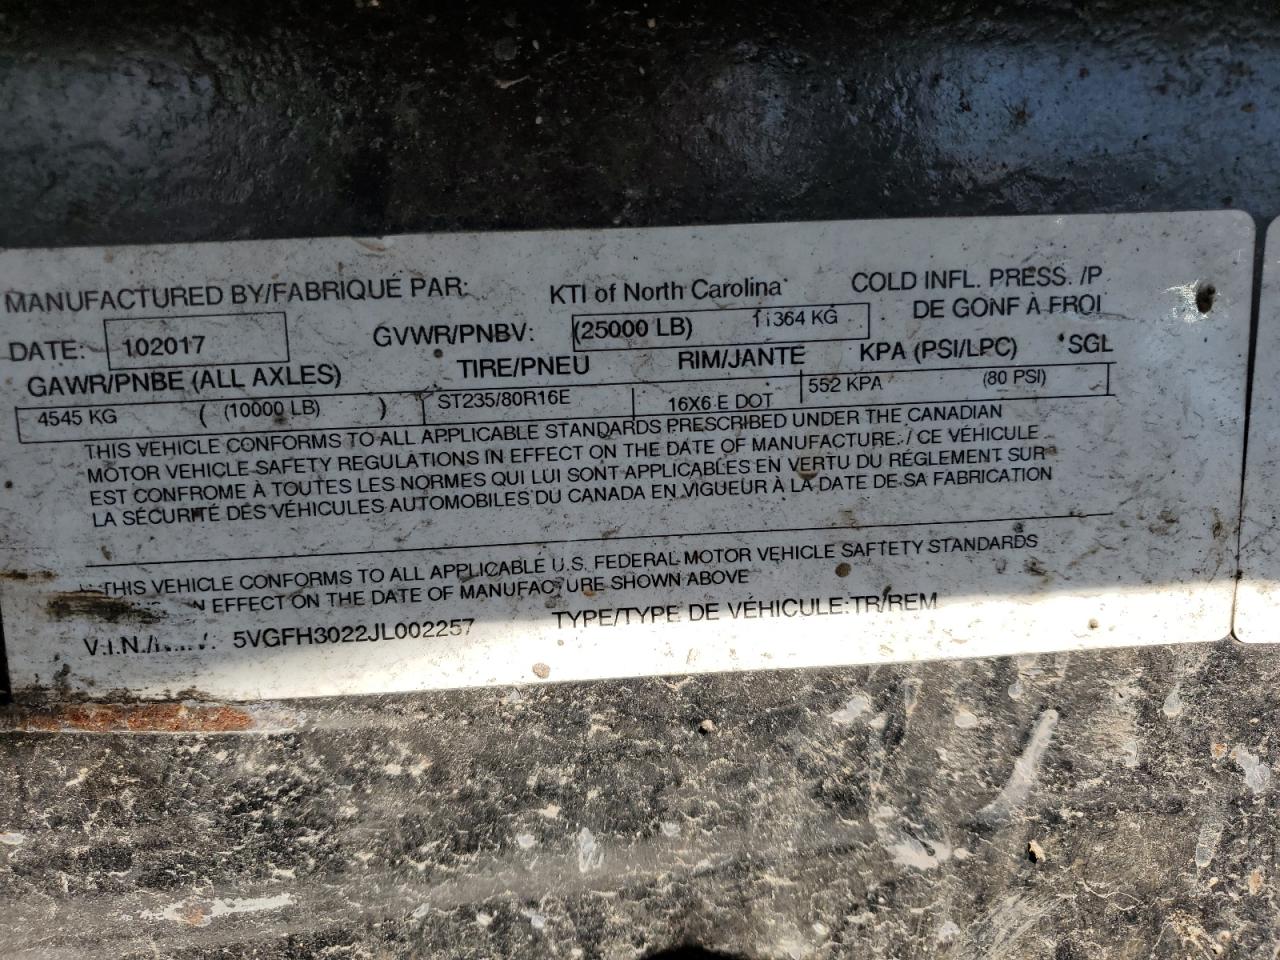 MANUFACTURED BY/FABRIQUÉ PAR: KTI of North Carolina COLD INFL. PRESS. /P
DE GONF À FROI
DATE: 102017 GVWR/PNBV: (25000 LB) 11364 KG
GAWR/PNBE (ALL AXLES) TIRE/PNEU RIM/JANTE KPA (PSI/LPC) SGL
4545 KG (10000 LB) ST235/80R16E 16X6 E DOT 552 KPA (80 PSI)
THIS VEHICLE CONFORMS TO ALL APPLICABLE STANDARDS PRESCRIBED UNDER THE CANADIAN
MOTOR VEHICLE SAFETY REGULATIONS IN EFFECT ON THE DATE OF MANUFACTURE. / CE VÉHICULE
EST CONFROME À TOUTES LES NORMES QUI LUI SONT APPLICABLES EN VERTU DU RÉGLEMENT SUR
LA SÉCURITÉ DES VÉHICULES AUTOMOBILES DU CANADA EN VIGUEUR À LA DATE DE SA FABRICATION
THIS VEHICLE CONFORMS TO ALL APPLICABLE U.S. FEDERAL MOTOR VEHICLE SAFTETY STANDARDS
IN EFFECT ON THE DATE OF MANUFACTURE SHOWN ABOVE
V.I.N./ 5VGFH3022JL002257 TYPE/TYPE DE VÉHICULE: TR/REM